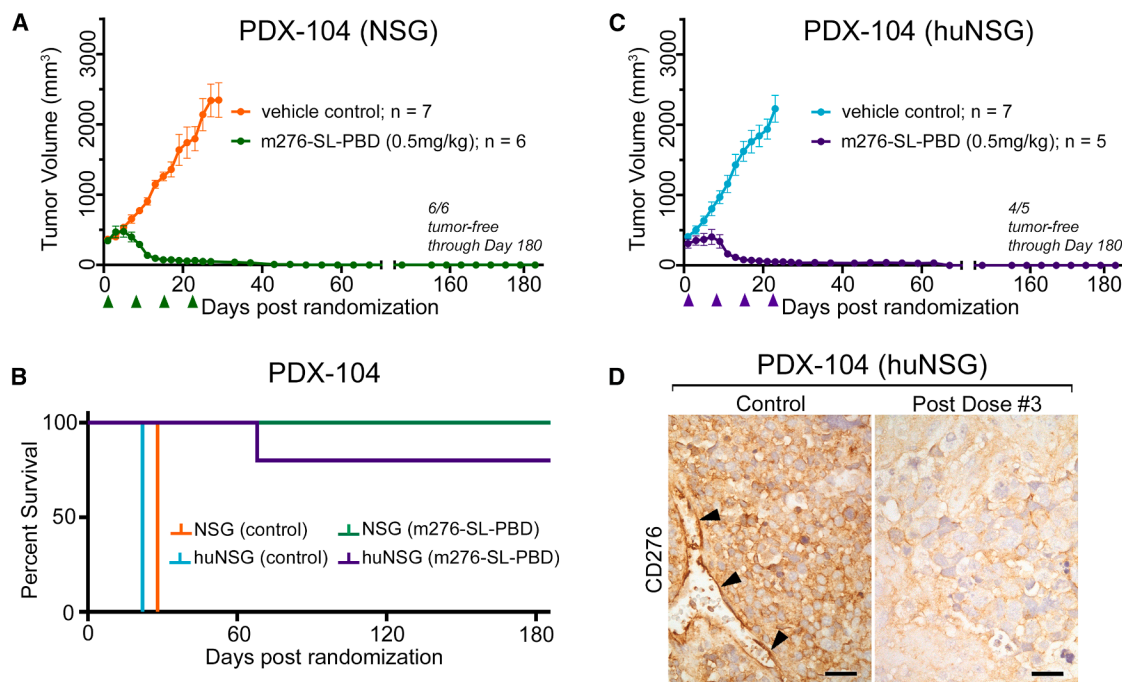 A
PDX-104 (NSG)
Tumor Volume (mm³)
3000
2000
1000
0
vehicle control; n = 7
m276-SL-PBD (0.5mg/kg); n = 6
6/6
tumor-free
through Day 180
0 20 40 60 160 180
Days post randomization
C
PDX-104 (huNSG)
Tumor Volume (mm³)
3000
2000
1000
0
vehicle control; n = 7
m276-SL-PBD (0.5mg/kg); n = 5
4/5
tumor-free
through Day 180
0 20 40 60 160 180
Days post randomization
B
PDX-104
Percent Survival
100
50
0
NSG (control)
NSG (m276-SL-PBD)
huNSG (control)
huNSG (m276-SL-PBD)
0 60 120 180
Days post randomization
D
PDX-104 (huNSG)
Control
Post Dose #3
CD276